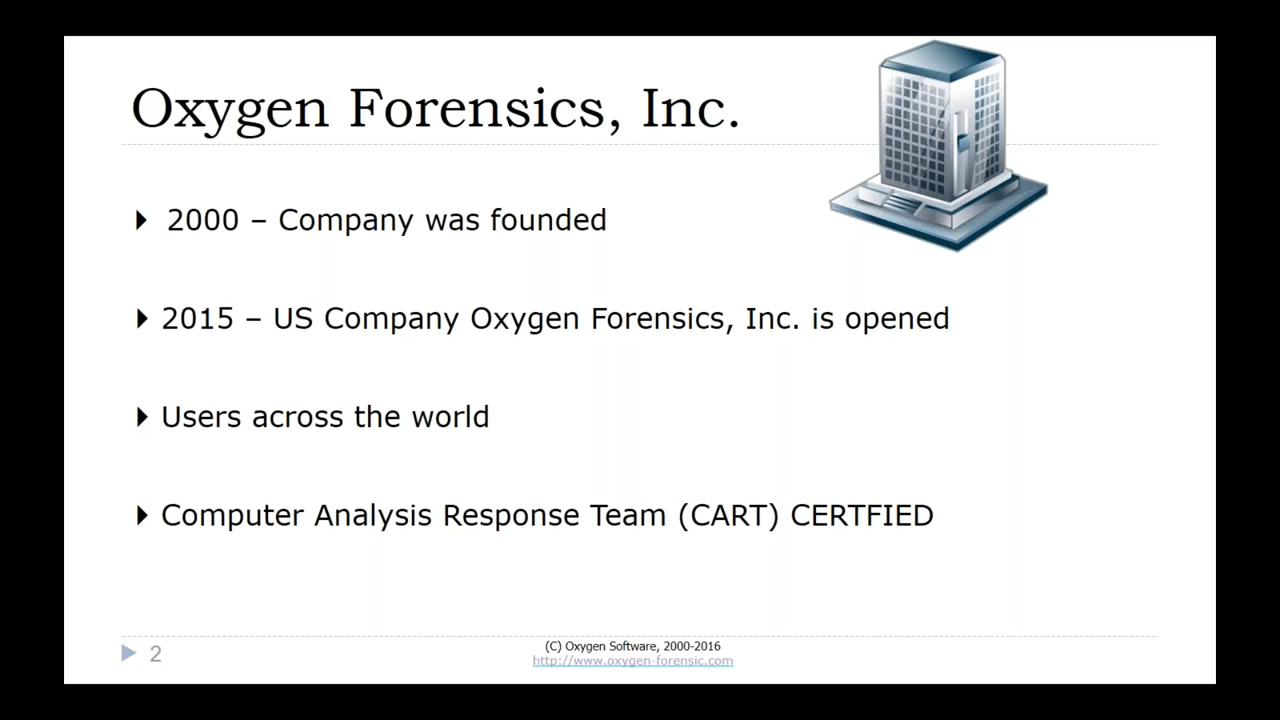 Oxygen Forensics, Inc.
2000 – Company was founded
2015 – US Company Oxygen Forensics, Inc. is opened
Users across the world
Computer Analysis Response Team (CART) CERTFIED
2
(C) Oxygen Software, 2000-2016
http://www.oxygen-forensic.com